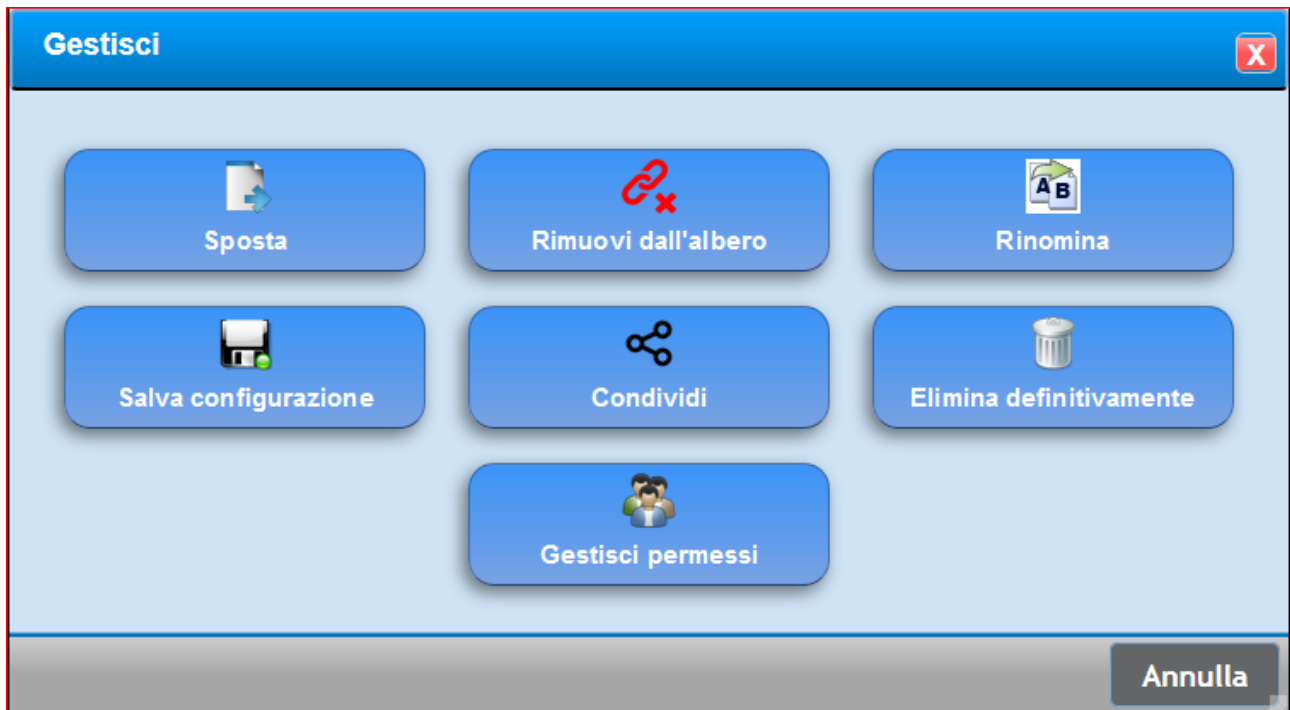 Gestisci
X
Sposta
Rimuovi dall'albero
A B
Rinomina
Salva configurazione
Condividi
Elimina definitivamente
Gestisci permessi
Annulla